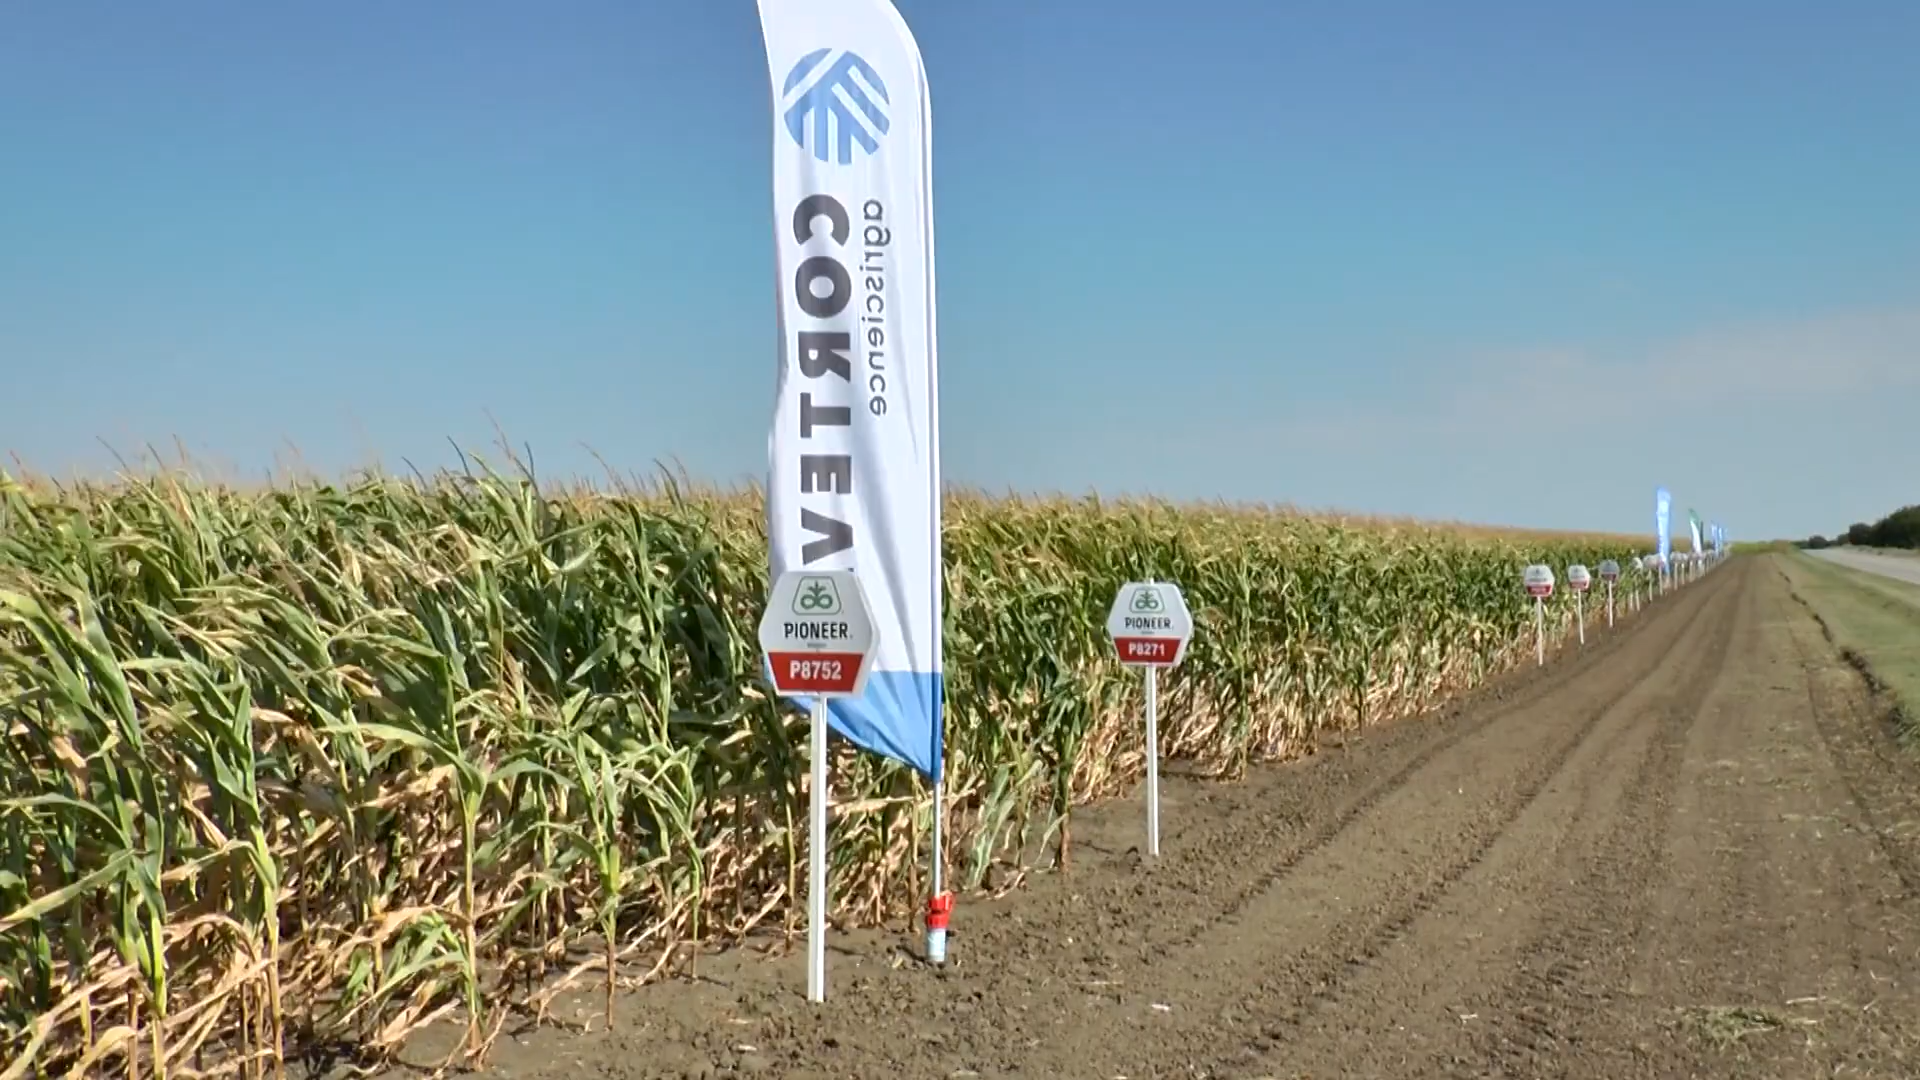 CORTEVA
agriscience
PIONEER.
P8752
PIONEER.
P8271